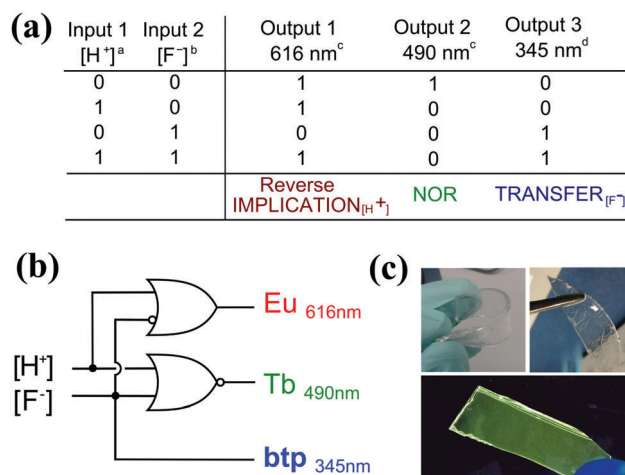 (a)
Input 1 Input 2 Output 1 Output 2 Output 3
[H⁺]ᵃ [F⁻]ᵇ 616 nmᶜ 490 nmᶜ 345 nmᵈ
0 0 1 1 0
1 0 1 0 0
0 1 0 0 1
1 1 1 0 1
Reverse
IMPLICATION[H⁺] NOR TRANSFER[F⁻]
(b)
(c)
Eu 616nm
[H⁺]
Tb 490nm
[F⁻]
btp 345nm